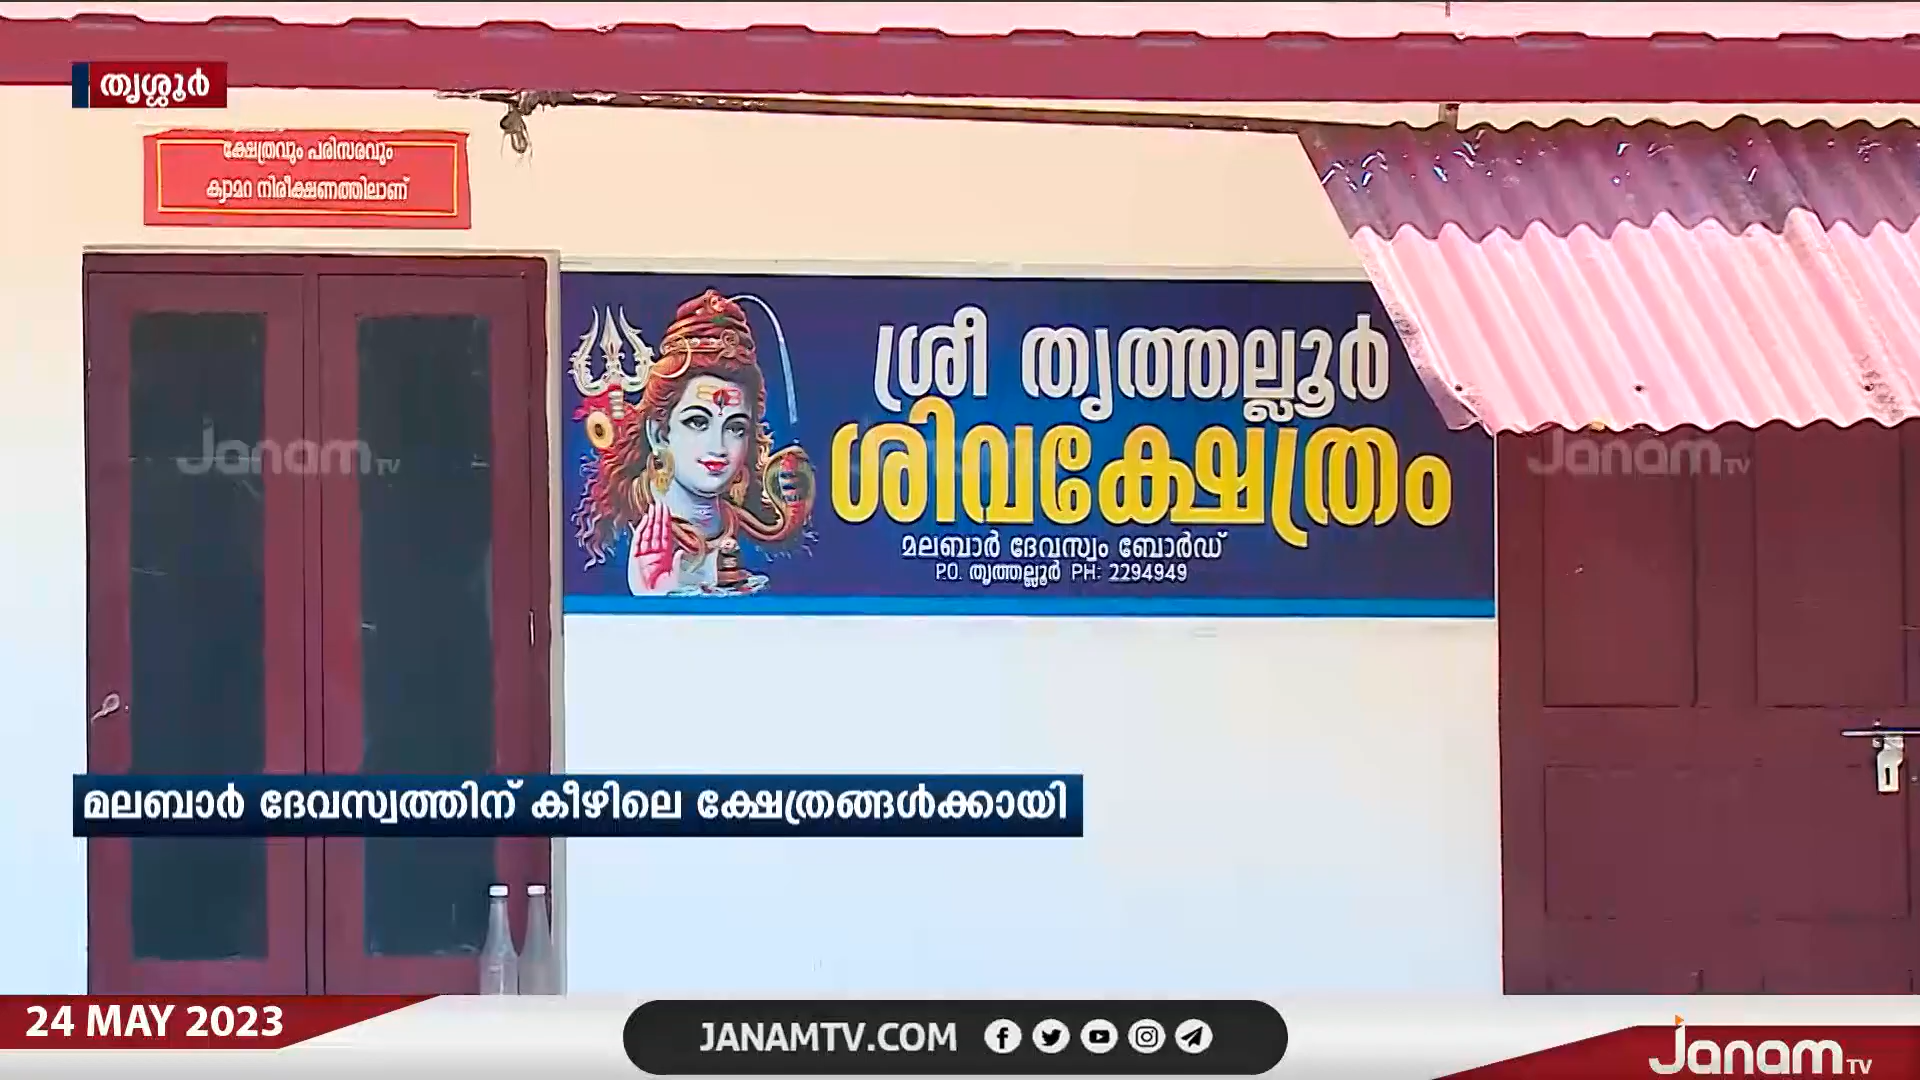 തൃശ്ശൂർ
ക്ഷേത്രവും പരിസരവും
ക്യാമറ നിരീക്ഷണത്തിലാണ്
ശ്രീ തൃത്തല്ലൂർ
ശിവക്ഷേത്രം
മലബാർ ദേവസ്വം ബോർഡ്
P.O. തൃത്തല്ലൂർ PH: 2294949
Janam TV
Janam TV
മലബാർ ദേവസ്വത്തിന് കീഴിലെ ക്ഷേത്രങ്ങൾക്കായി
24 MAY 2023
JANAMTV.COM
Janam TV